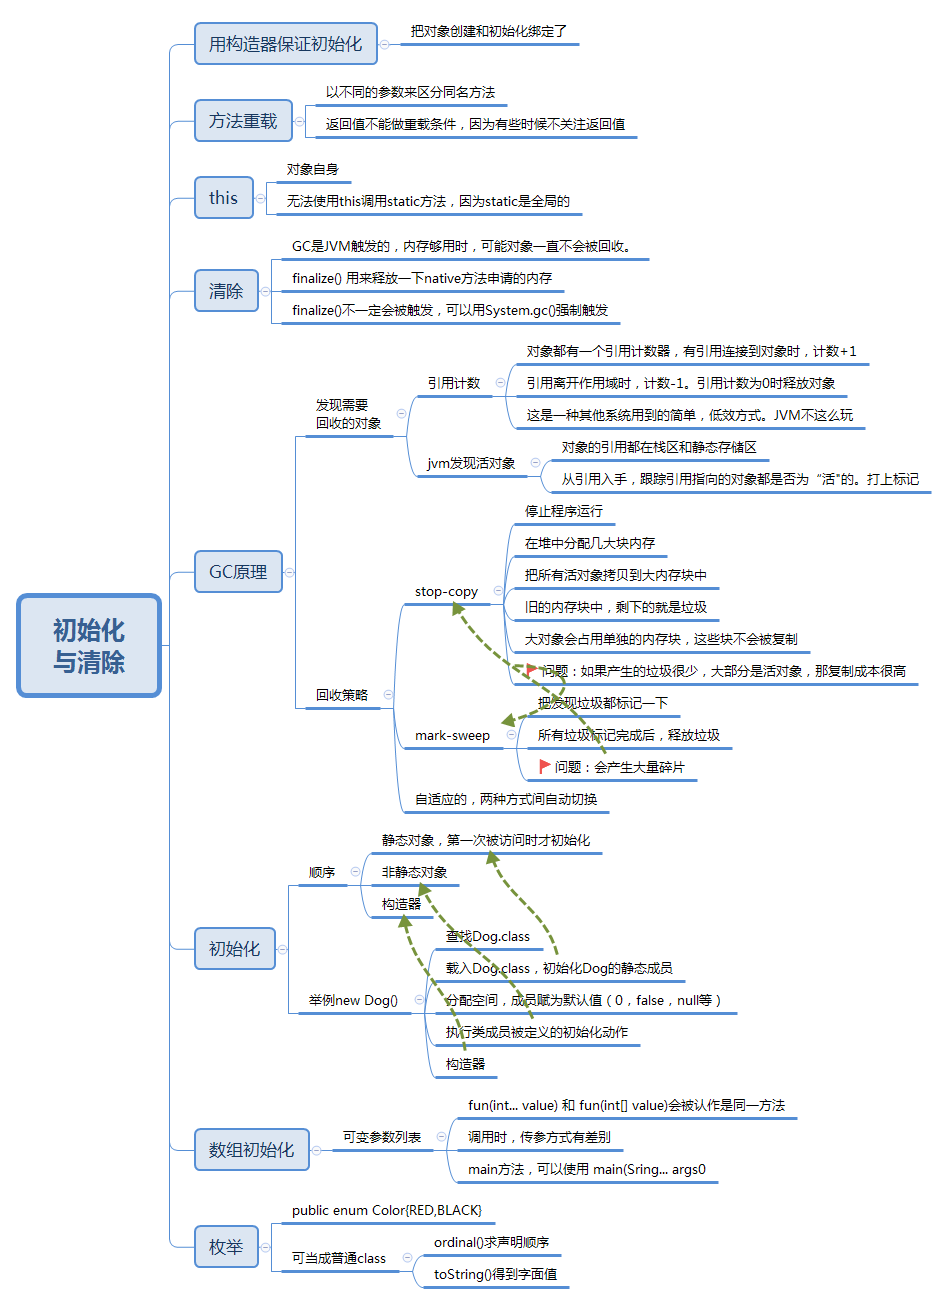 用构造器保证初始化
把对象创建和初始化绑定了
方法重载
以不同的参数来区分同名方法
返回值不能做重载条件，因为有些时候不关注返回值
this
对象自身
无法使用this调用static方法，因为static是全局的
清除
GC是JVM触发的，内存够用时，可能对象一直不会被回收。
finalize() 用来释放一下native方法申请的内存
finalize()不一定会被触发，可以用System.gc()强制触发
GC原理
发现需要
回收的对象
引用计数
对象都有一个引用计数器，有引用连接到对象时，计数+1
引用离开作用域时，计数-1。引用计数为0时释放对象
这是一种其他系统用到的简单，低效方式。JVM不这么玩
jvm发现活对象
对象的引用都在栈区和静态存储区
从引用入手，跟踪引用指向的对象都是否为“活"的。打上标记
回收策略
stop-copy
停止程序运行
在堆中分配几大块内存
把所有活对象拷贝到大内存块中
旧的内存块中，剩下的就是垃圾
大对象会占用单独的内存块，这些块不会被复制
问题：如果产生的垃圾很少，大部分是活对象，那复制成本很高
mark-sweep
把发现垃圾都标记一下
所有垃圾标记完成后，释放垃圾
问题：会产生大量碎片
自适应的，两种方式间自动切换
初始化
与清除
初始化
顺序
静态对象，第一次被访问时才初始化
非静态对象
构造器
举例new Dog()
查找Dog.class
载入Dog.class，初始化Dog的静态成员
分配空间，成员赋为默认值（0，false，null等）
执行类成员被定义的初始化动作
构造器
数组初始化
可变参数列表
fun(int... value) 和 fun(int[] value)会被认作是同一方法
调用时，传参方式有差别
main方法，可以使用 main(Sring... args0
枚举
public enum Color{RED,BLACK}
可当成普通class
ordinal()求声明顺序
toString()得到字面值